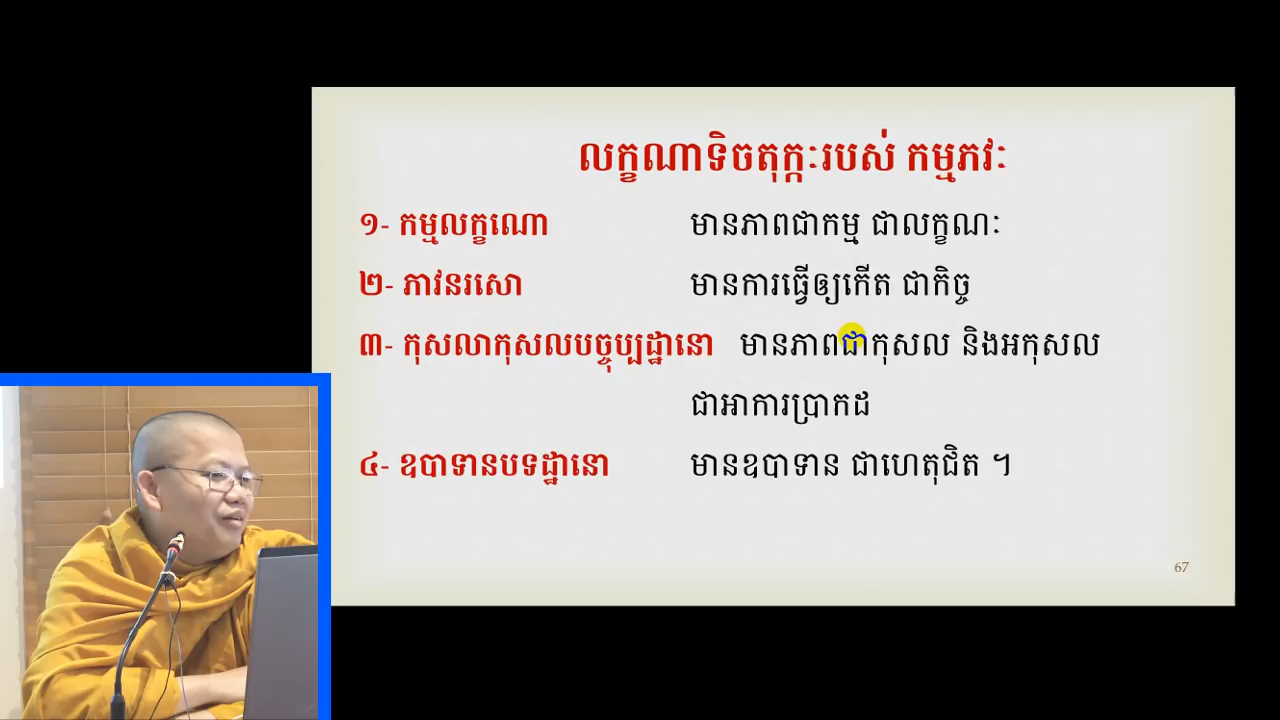 លក្ខណាទិចតុក្កៈរបស់ កម្មភវៈ
១- កម្មលក្ខណោ មានភាពជាកម្ម ជាលក្ខណៈ
២- ភាវនរសោ មានការធ្វើឲ្យកើត ជាកិច្ច
៣- កុសលាកុសលបច្ចុប្បដ្ឋានោ មានភាពជាកុសល និងអកុសល
ជាអាការប្រាកដ
៤- ឧបាទានបទដ្ឋានោ មានឧបាទាន ជាហេតុជិត ។
67